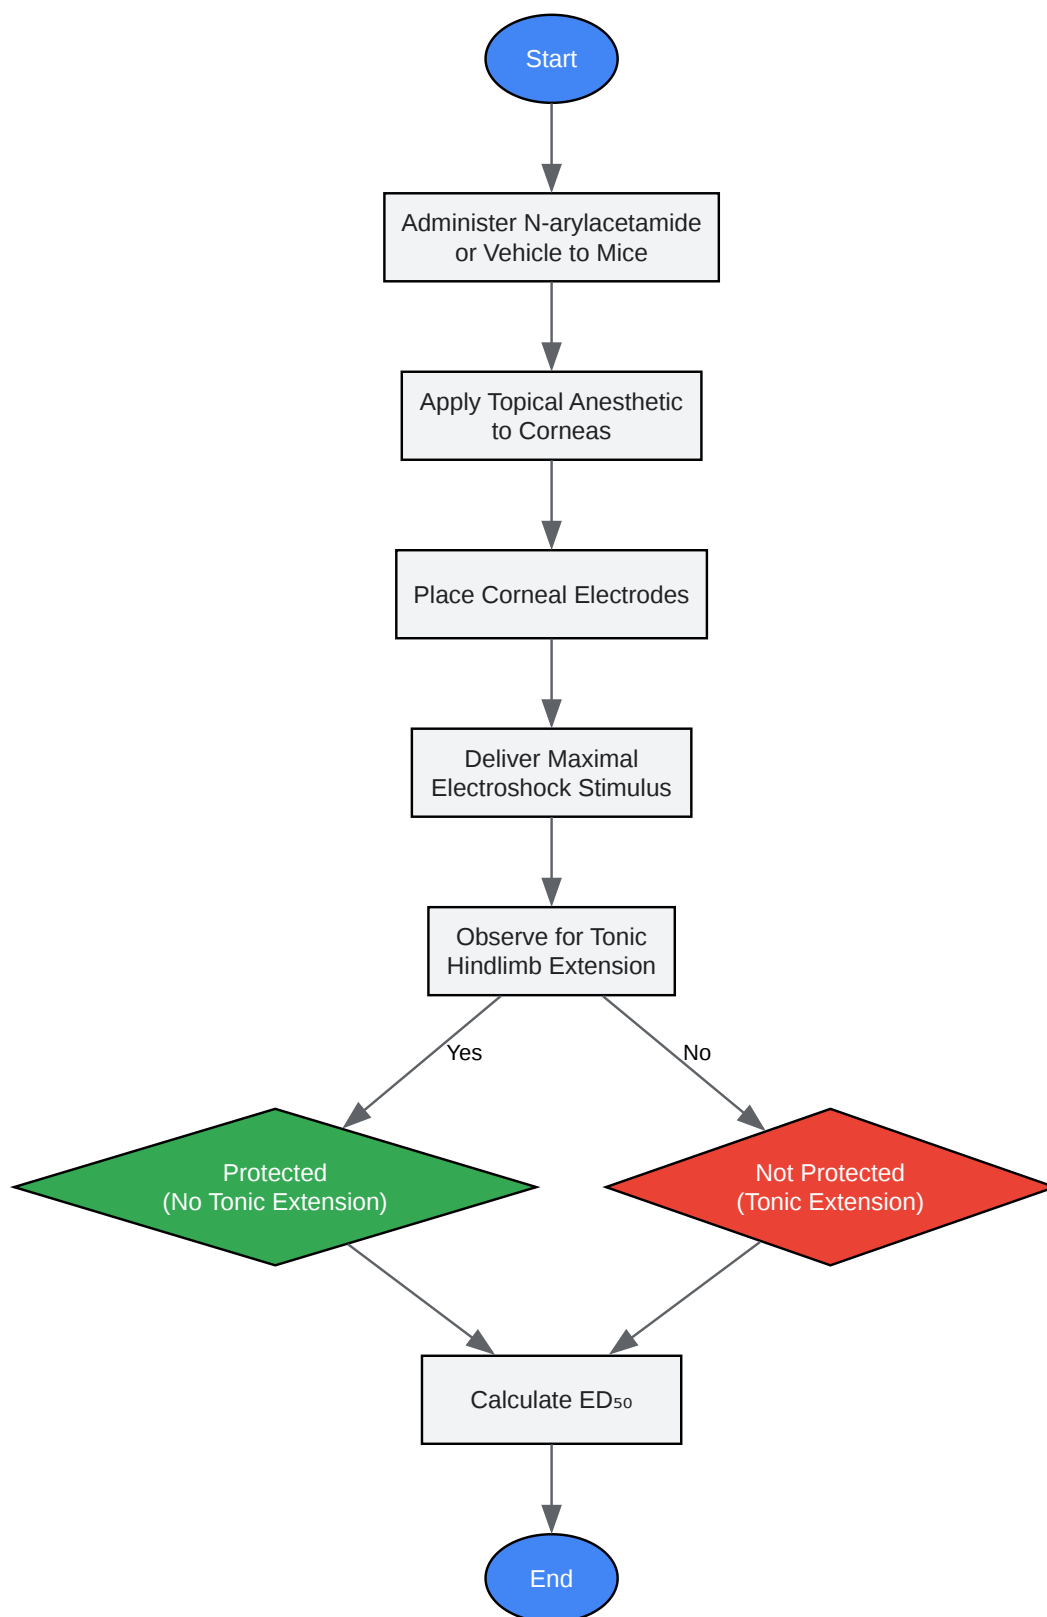 Start
Administer N-arylacetamide
or Vehicle to Mice
Apply Topical Anesthetic
to Corneas
Place Corneal Electrodes
Deliver Maximal
Electroshock Stimulus
Observe for Tonic
Hindlimb Extension
Yes
No
Protected
(No Tonic Extension)
Not Protected
(Tonic Extension)
Calculate ED₅₀
End